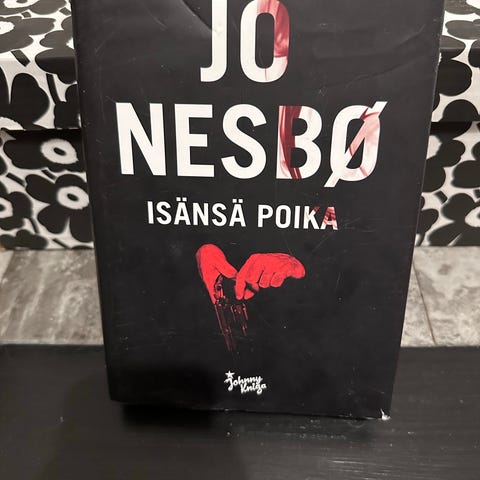 JO
NESBØ
ISÄNSÄ POIKA
Johnny
Kniga